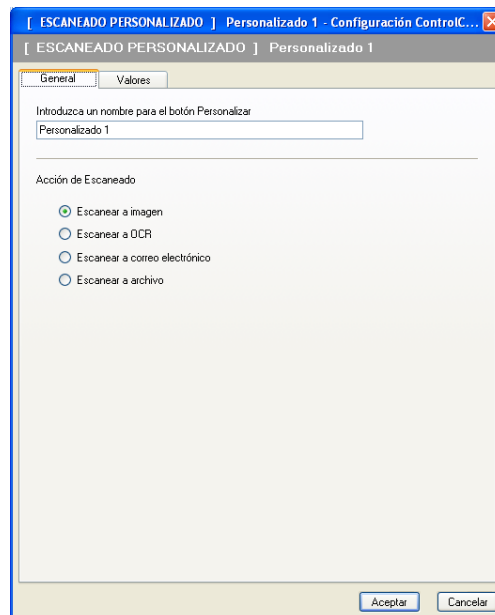 [ ESCANEADO PERSONALIZADO ] Personalizado 1 - Configuración ControlC...
[ ESCANEADO PERSONALIZADO ] Personalizado 1
General Valores
Introduzca un nombre para el botón Personalizar
Personalizado 1
Acción de Escaneado
Escanear a imagen
Escanear a OCR
Escanear a correo electrónico
Escanear a archivo
Aceptar Cancelar